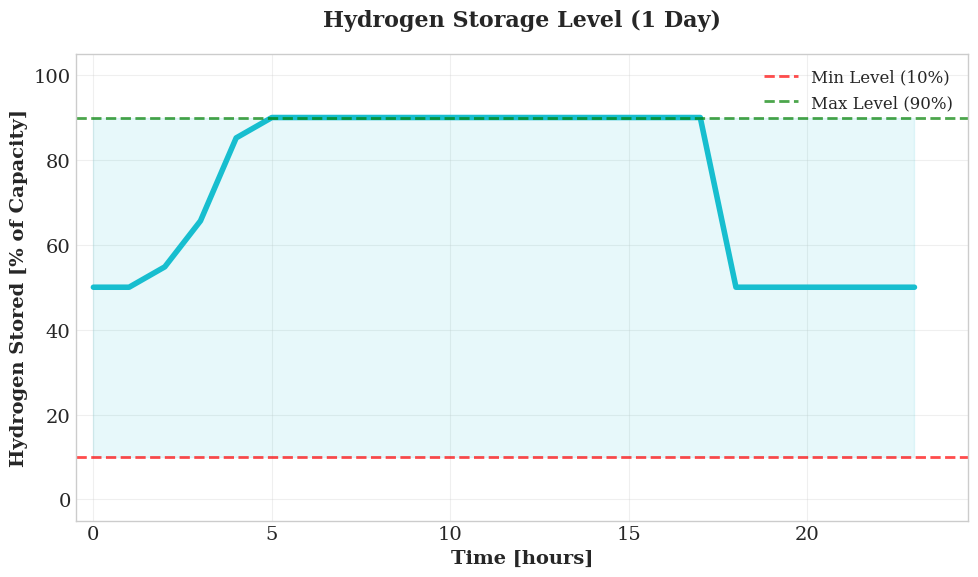 Hydrogen Storage Level (1 Day)
Min Level (10%)
Max Level (90%)
Hydrogen Stored [% of Capacity]
100
80
60
40
20
0
0 5 10 15 20
Time [hours]